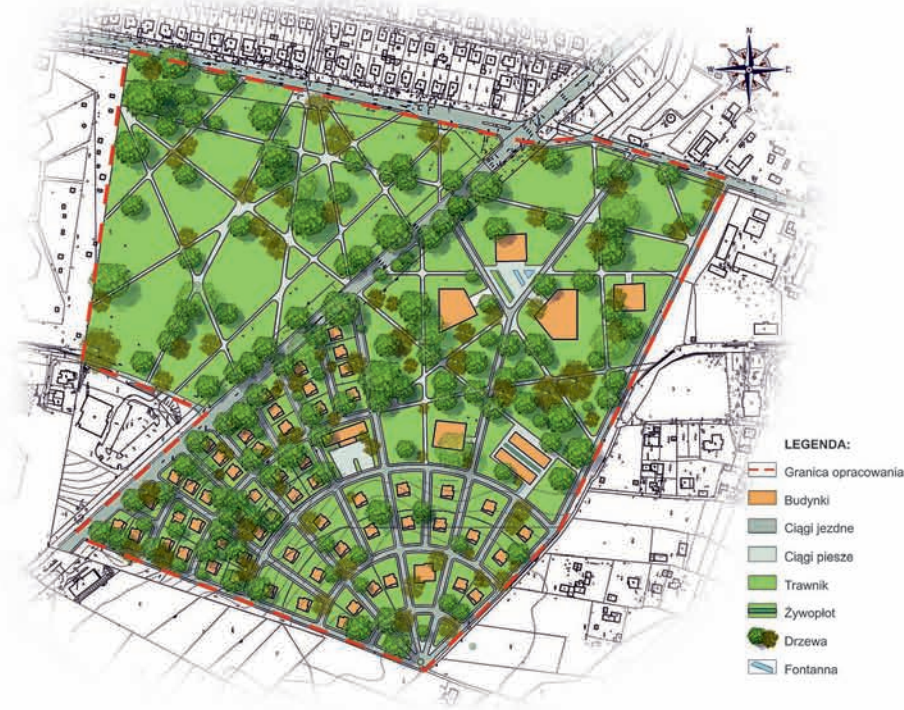 N
W
E
LEGENDA:
Granica opracowania
Budynki
Ciągi jezdne
Ciągi piesze
Trawnik
Żywopłot
Drzewa
Fontanna